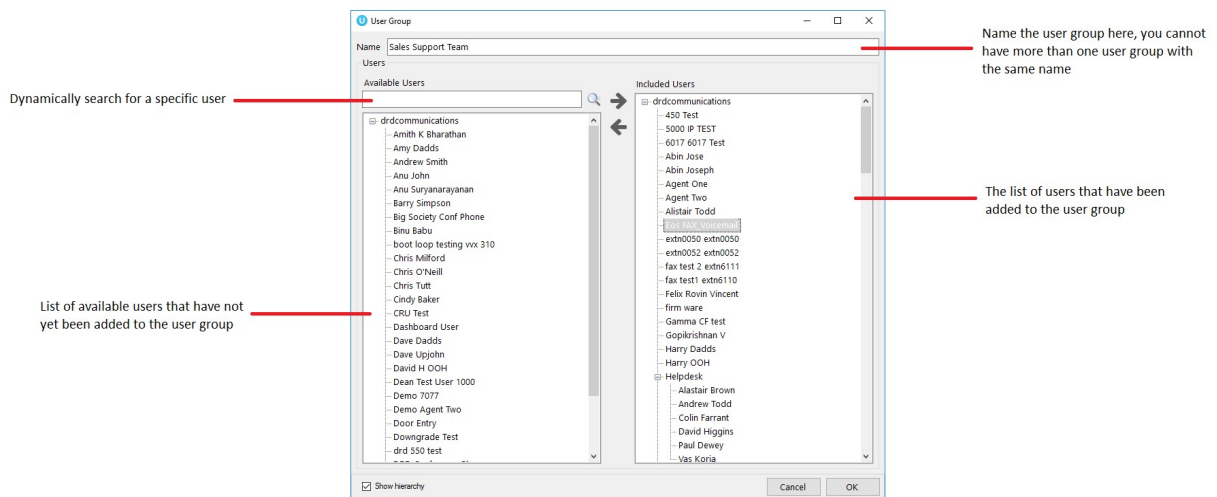 User Group
Name Sales Support Team
Name the user group here, you cannot
have more than one user group with
the same name
Users
Available Users
Included Users
Dynamically search for a specific user
drdcommunications
Amith K Bharathan
Amy Dadds
Andrew Smith
Anu John
Anu Suryanarayanan
Barry Simpson
Big Society Conf Phone
Binu Babu
boot loop testing vvx 310
Chris Milford
Chris O'Neill
Chris Tutt
Cindy Baker
CRU Test
Dashboard User
Dave Dadds
Dave Upjohn
David H OOH
Dean Test User 1000
Demo 7077
Demo Agent Two
Door Entry
Downgrade Test
drd 550 test
List of available users that have not
yet been added to the user group
drdcommunications
450 Test
5000 IP TEST
6017 6017 Test
Abin Jose
Abin Joseph
Agent One
Agent Two
Alistair Todd
Eos FAX_Voicemail
extn0050 extn0050
extn0052 extn0052
fax test 2 extn6111
fax test1 extn6110
Felix Rovin Vincent
firm ware
Gamma CF test
Gopikrishnan V
Harry Dadds
Harry OOH
Helpdesk
Alastair Brown
Andrew Todd
Colin Farrant
David Higgins
Paul Dewey
Vas Koria
The list of users that have been
added to the user group
Show hierarchy
Cancel
OK